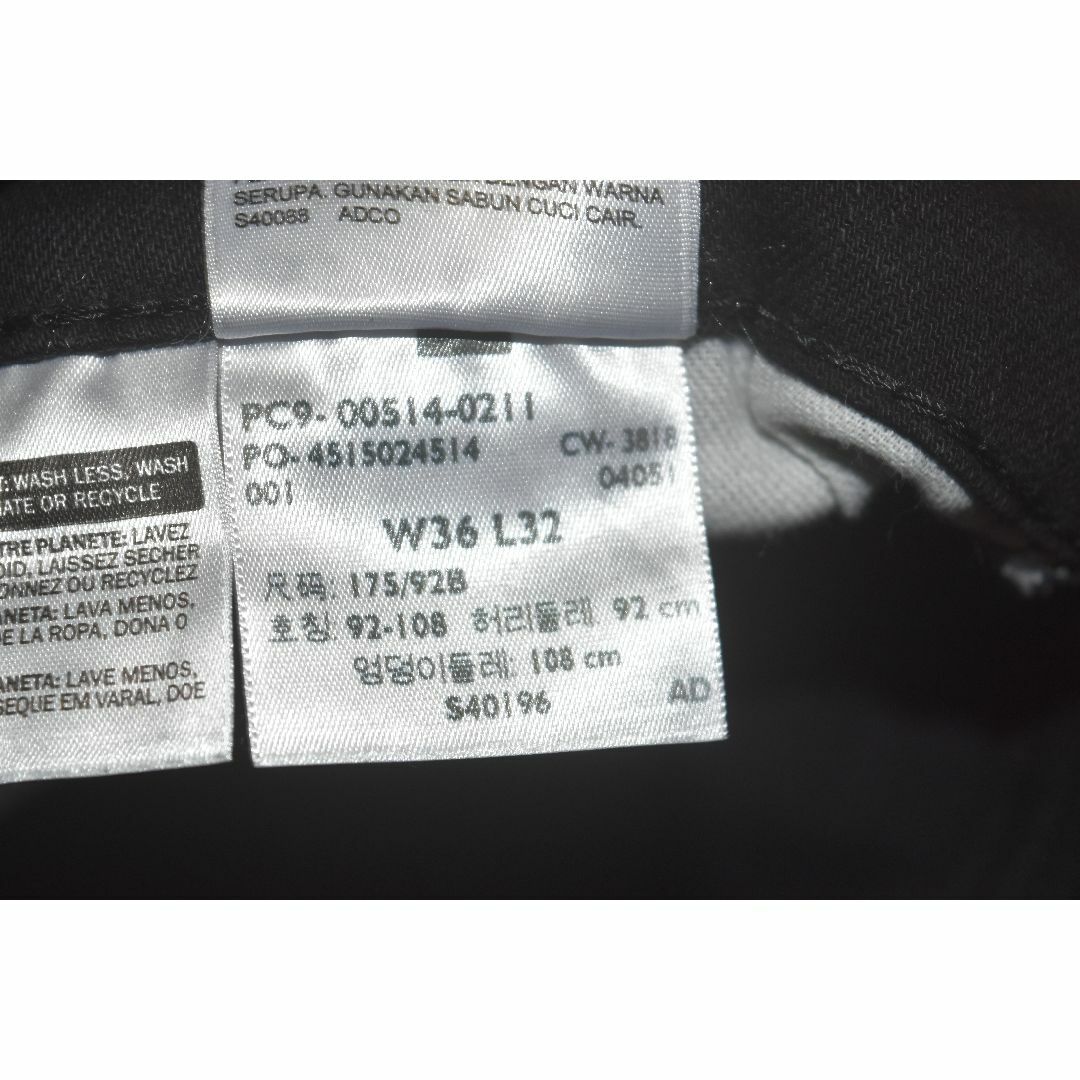 SERUPA. GUNAKAN SABUN CUCI CAIR.
S40088 ADCO
PC9-00514-0211
PO-4515024514 CW-3818
001 04051
W36 L32
尺碼: 175/92B
호칭: 92-108 허리둘레: 92 cm
엉덩이둘레: 108 cm
S40196 AD
: WASH LESS, WASH
ATE OR RECYCLE
TRE PLANETE: LAVEZ
OID, LAISSEZ SECHER
ONNEZ OU RECYCLEZ
ANETA: LAVA MENOS,
DE LA ROPA, DONA O
ANETA: LAVE MENOS,
SEQUE EM VARAL, DOE